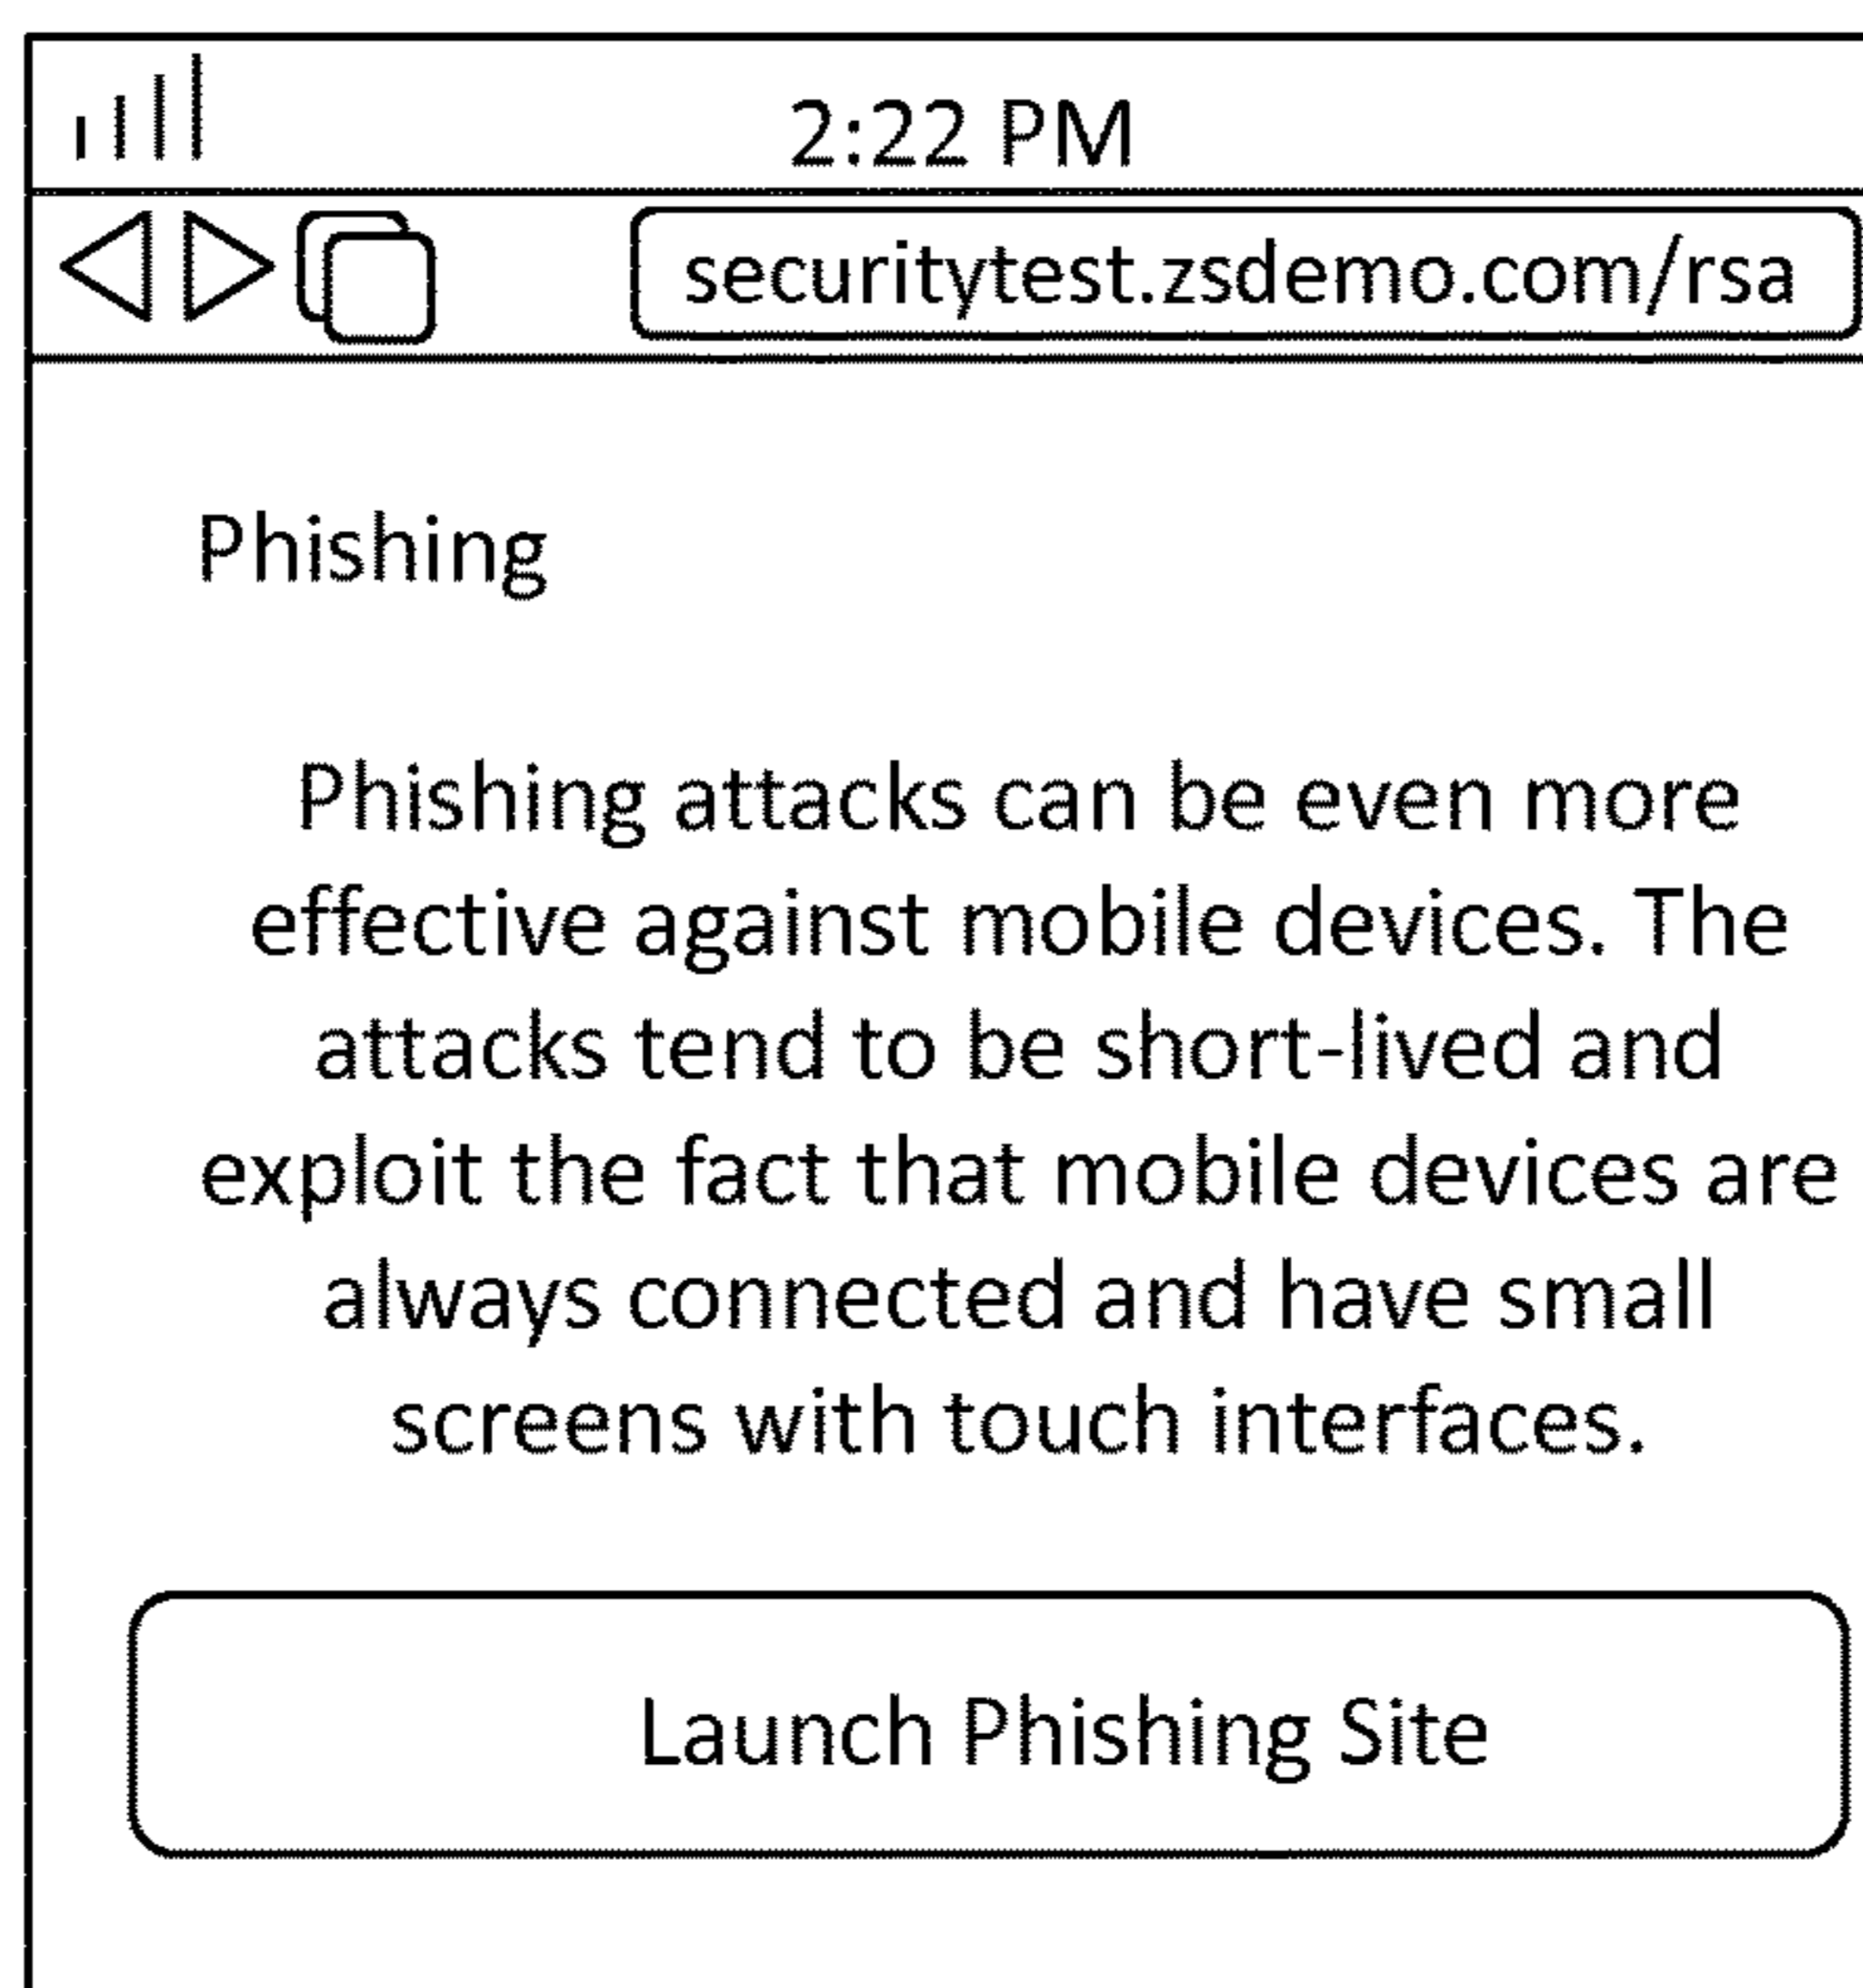 2:22 PM
securitytest.zsdemo.com/rsa
Phishing
Phishing attacks can be even more
effective against mobile devices. The
attacks tend to be short-lived and
exploit the fact that mobile devices are
always connected and have small
screens with touch interfaces.
Launch Phishing Site